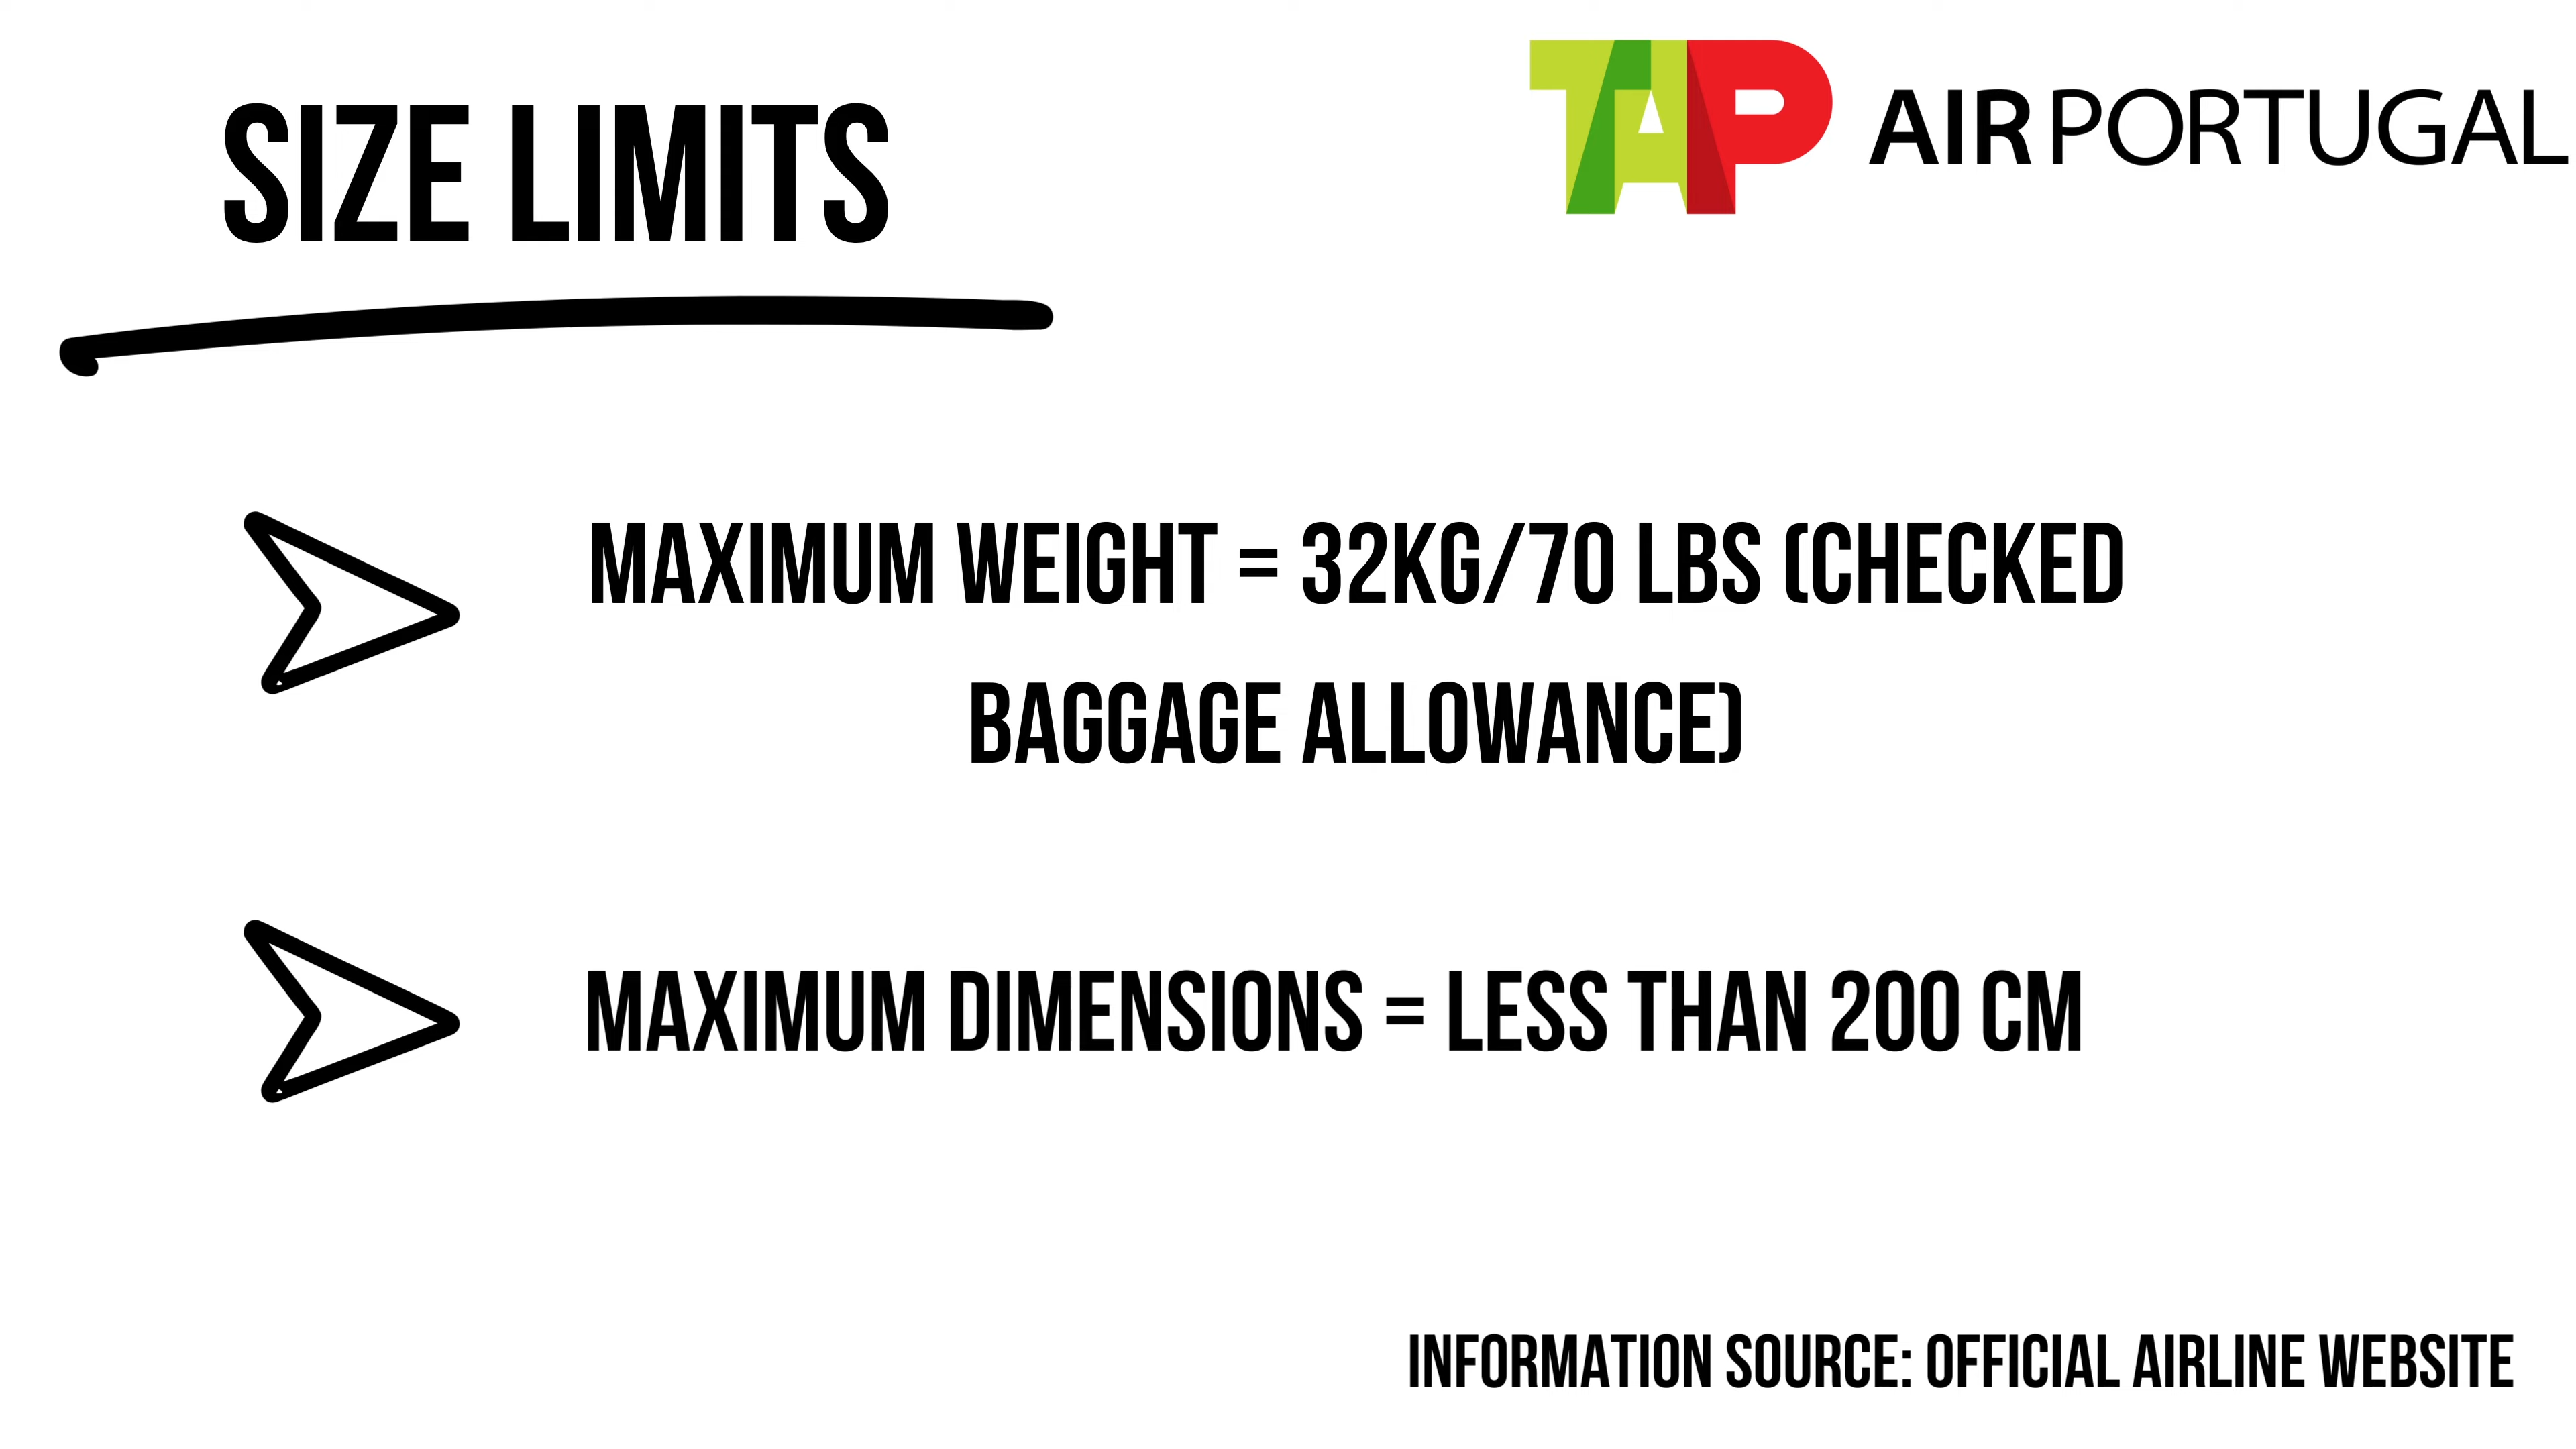 SIZE LIMITS
TAP AIR PORTUGAL
MAXIMUM WEIGHT = 32KG/70 LBS (CHECKED
BAGGAGE ALLOWANCE)
MAXIMUM DIMENSIONS = LESS THAN 200 CM
INFORMATION SOURCE: OFFICIAL AIRLINE WEBSITE